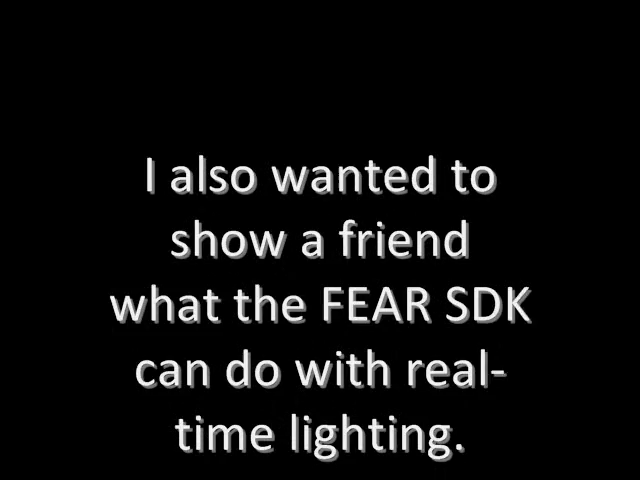 I also wanted to
show a friend
what the FEAR SDK
can do with real-
time lighting.